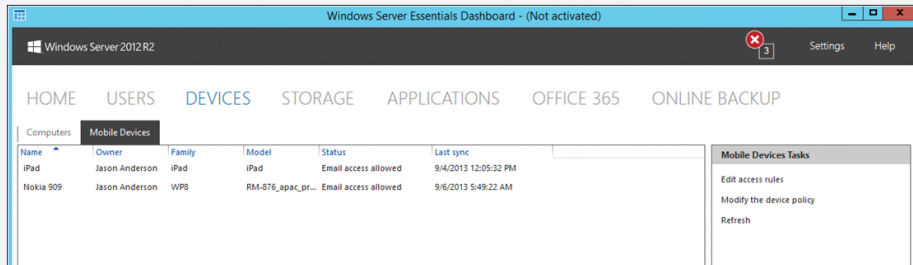 Windows Server Essentials Dashboard - (Not activated)
Windows Server 2012 R2
3
Settings
Help
HOME USERS DEVICES STORAGE APPLICATIONS OFFICE 365 ONLINE BACKUP
Computers Mobile Devices
Name Owner Family Model Status Last sync
iPad Jason Anderson iPad iPad Email access allowed 9/4/2013 12:05:32 PM
Nokia 909 Jason Anderson WP8 RM-876_apac_pr... Email access allowed 9/6/2013 5:49:22 AM
Mobile Devices Tasks
Edit access rules
Modify the device policy
Refresh